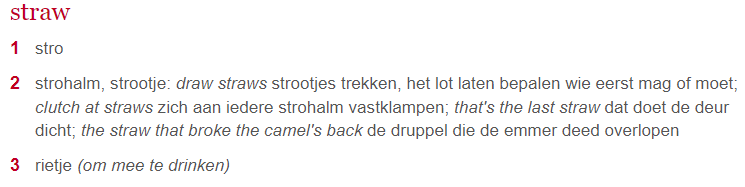 straw
1 stro
2 strohalm, strootje: draw straws strootjes trekken, het lot laten bepalen wie eerst mag of moet;
clutch at straws zich aan iedere strohalm vastklampen; that's the last straw dat doet de deur
dicht; the straw that broke the camel's back de druppel die de emmer deed overlopen
3 rietje (om mee te drinken)